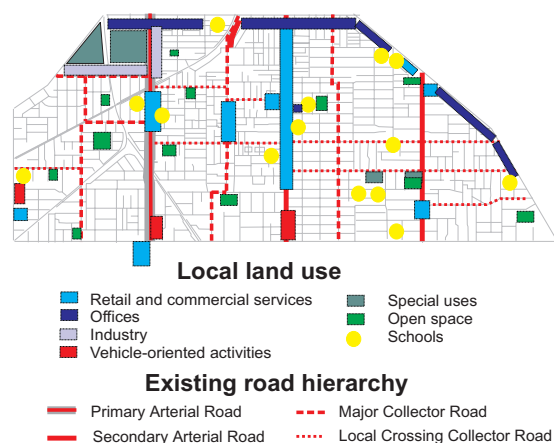 Local land use
Retail and commercial services
Offices
Industry
Vehicle-oriented activities
Special uses
Open space
Schools
Existing road hierarchy
Primary Arterial Road
Major Collector Road
Secondary Arterial Road
Local Crossing Collector Road